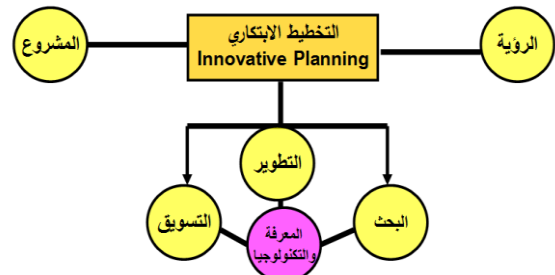 التخطيط الابتكاري
Innovative Planning
الرؤية
المشروع
التطوير
البحث
التسويق
المعرفة
والتكنولوجيا